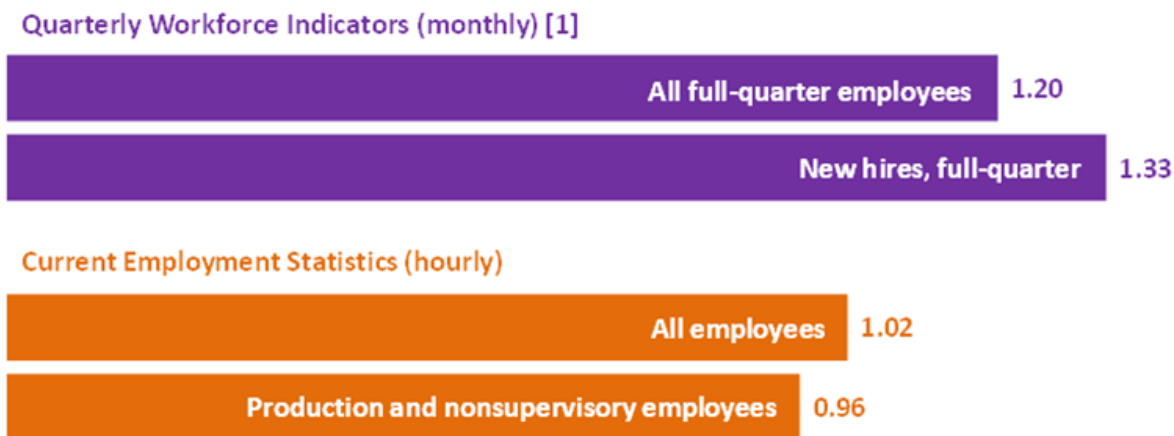 Quarterly Workforce Indicators (monthly) [1]
All full-quarter employees 1.20
New hires, full-quarter 1.33
Current Employment Statistics (hourly)
All employees 1.02
Production and nonsupervisory employees 0.96